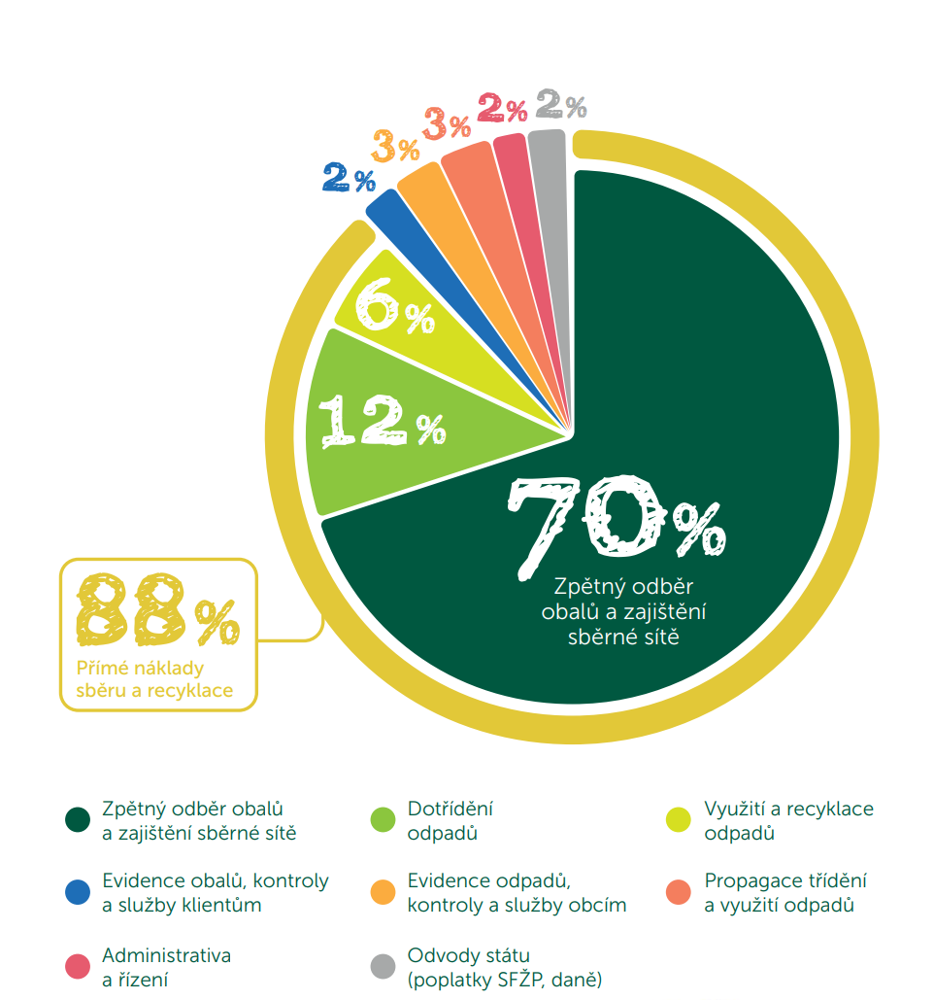 2 %
3 %
3 %
2 %
2 %
6 %
12 %
70 %
Zpětný odběr
obalů a zajištění
sběrné sítě
88 %
Přímé náklady
sběru a recyklace
Zpětný odběr obalů
a zajištění sběrné sítě
Dotřídění
odpadů
Využití a recyklace
odpadů
Evidence obalů, kontroly
a služby klientům
Evidence odpadů,
kontroly a služby obcím
Propagace třídění
a využití odpadů
Administrativa
a řízení
Odvody státu
(poplatky SFŽP, daně)